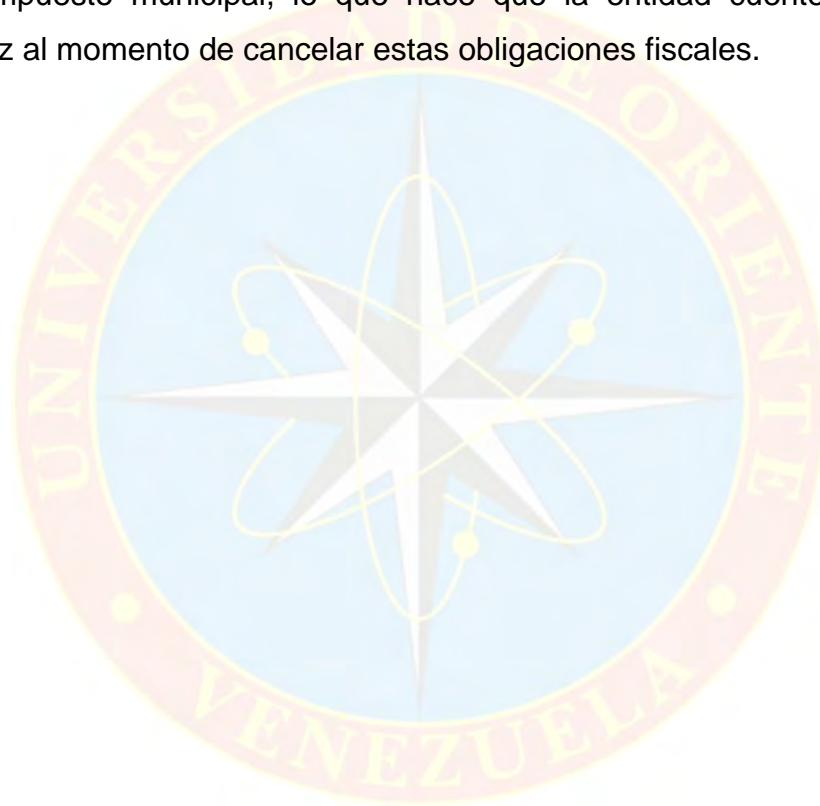 mpuesto municipal, lo que hace que la entidad cuente
z al momento de cancelar estas obligaciones fiscales.
UNIVERSIDAD DE ORIENTE
VENEZUELA